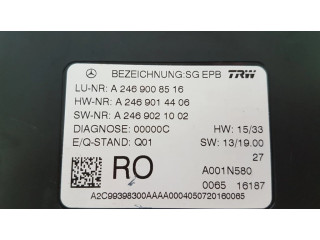 BEZEICHNUNG:SG EPB TRW
LU-NR: A 246 900 85 16
HW-NR: A 246 901 44 06
SW-NR: A 246 902 10 02
DIAGNOSE: 00000C HW: 15/33
E/Q-STAND: Q01 SW: 13/19.00
27
RO A001N580
0065 16187
A2C99398300AAAA0004050720160065